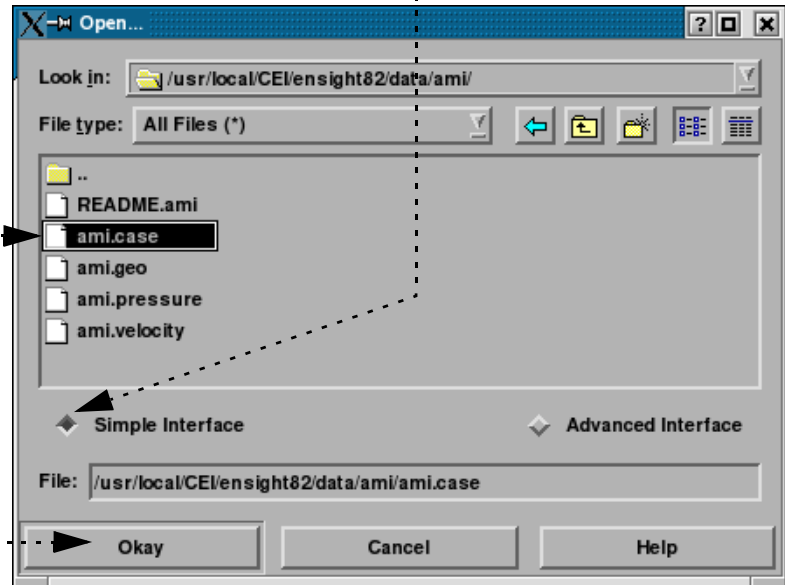 Open...
Look in: /usr/local/CEI/ensight82/data/ami/
File type: All Files (*)
..
README.ami
ami.case
ami.geo
ami.pressure
ami.velocity
Simple Interface Advanced Interface
File: /usr/local/CEI/ensight82/data/ami/ami.case
Okay Cancel Help